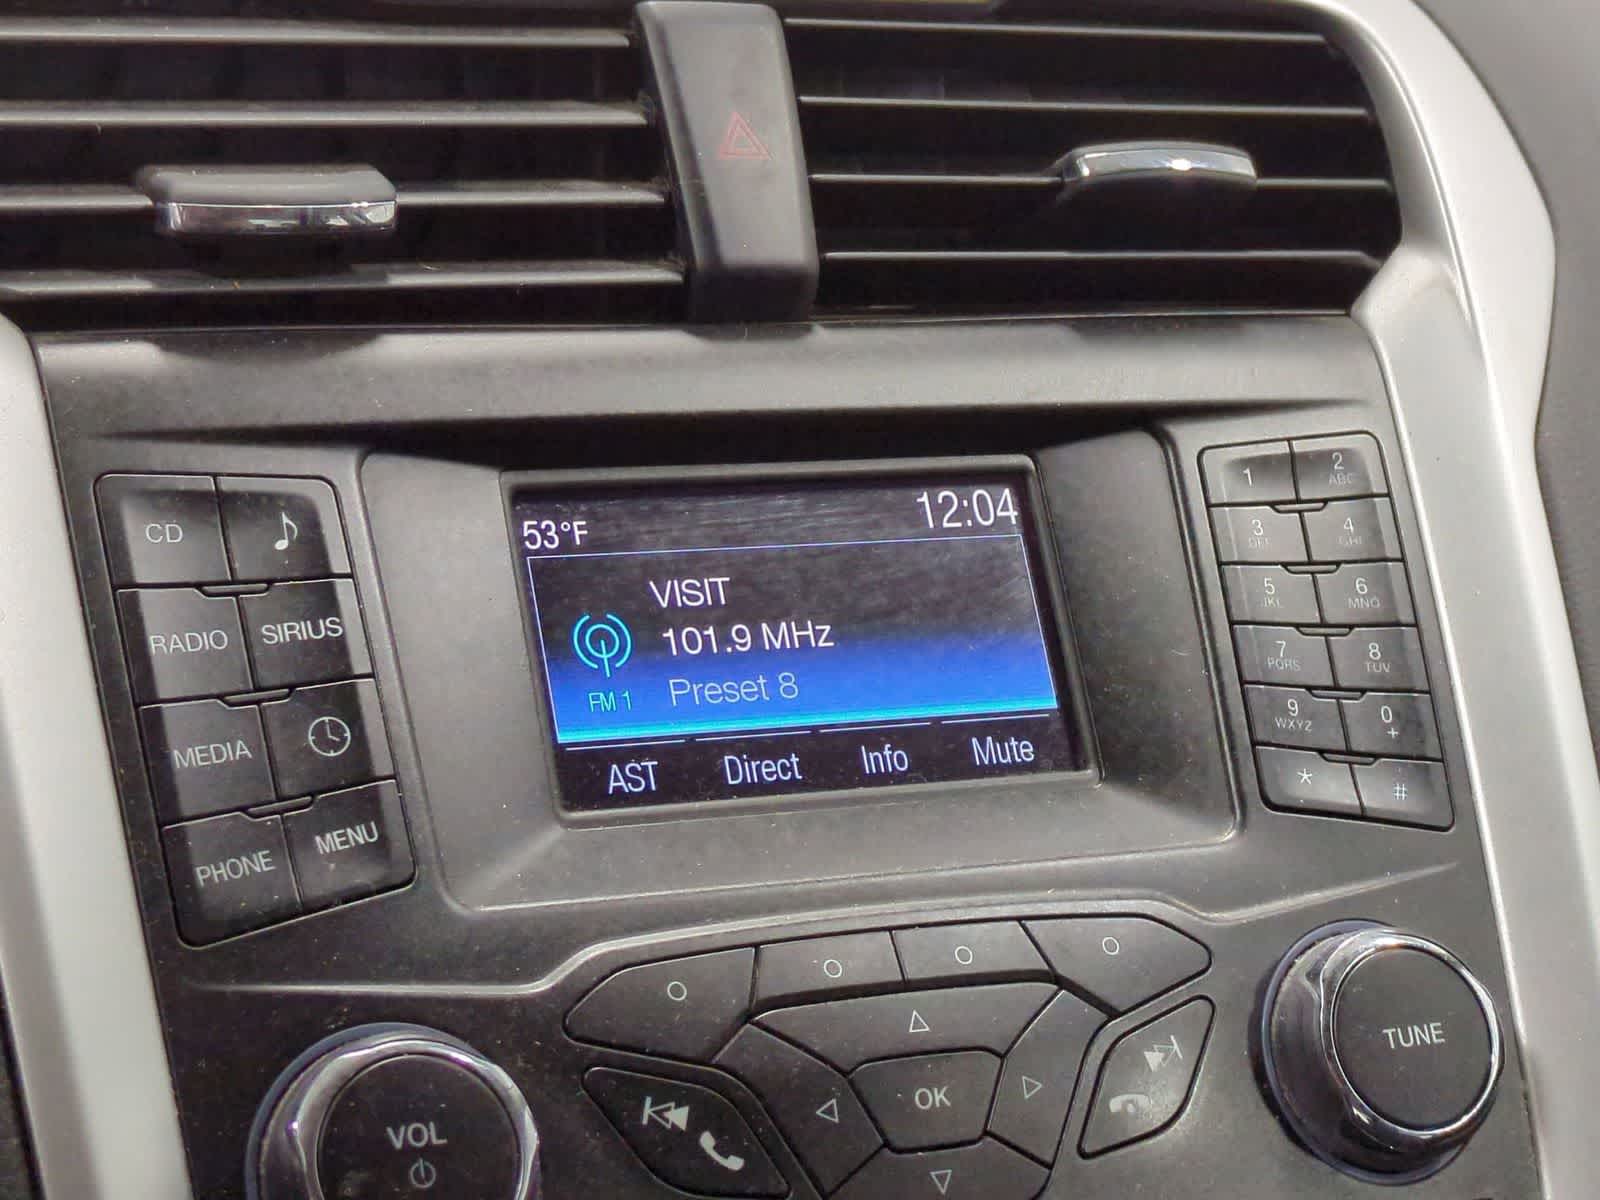 53°F
12:04
VISIT
101.9 MHz
FM 1
Preset 8
AST Direct Info Mute
CD
RADIO SIRIUS
MEDIA
PHONE MENU
1 2 ABC
3 DEF 4 GHI
5 JKL 6 MNO
7 PQRS 8 TUV
9 WXYZ 0 +
* #
OK
VOL
TUNE